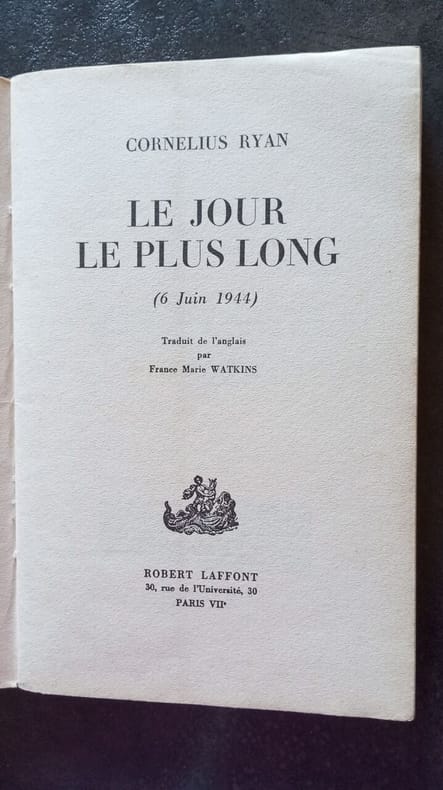 CORNELIUS RYAN
LE JOUR
LE PLUS LONG
(6 Juin 1944)
Traduit de l'anglais
par
France Marie WATKINS
ROBERT LAFFONT
30, rue de l'Université, 30
PARIS VIIᵉ